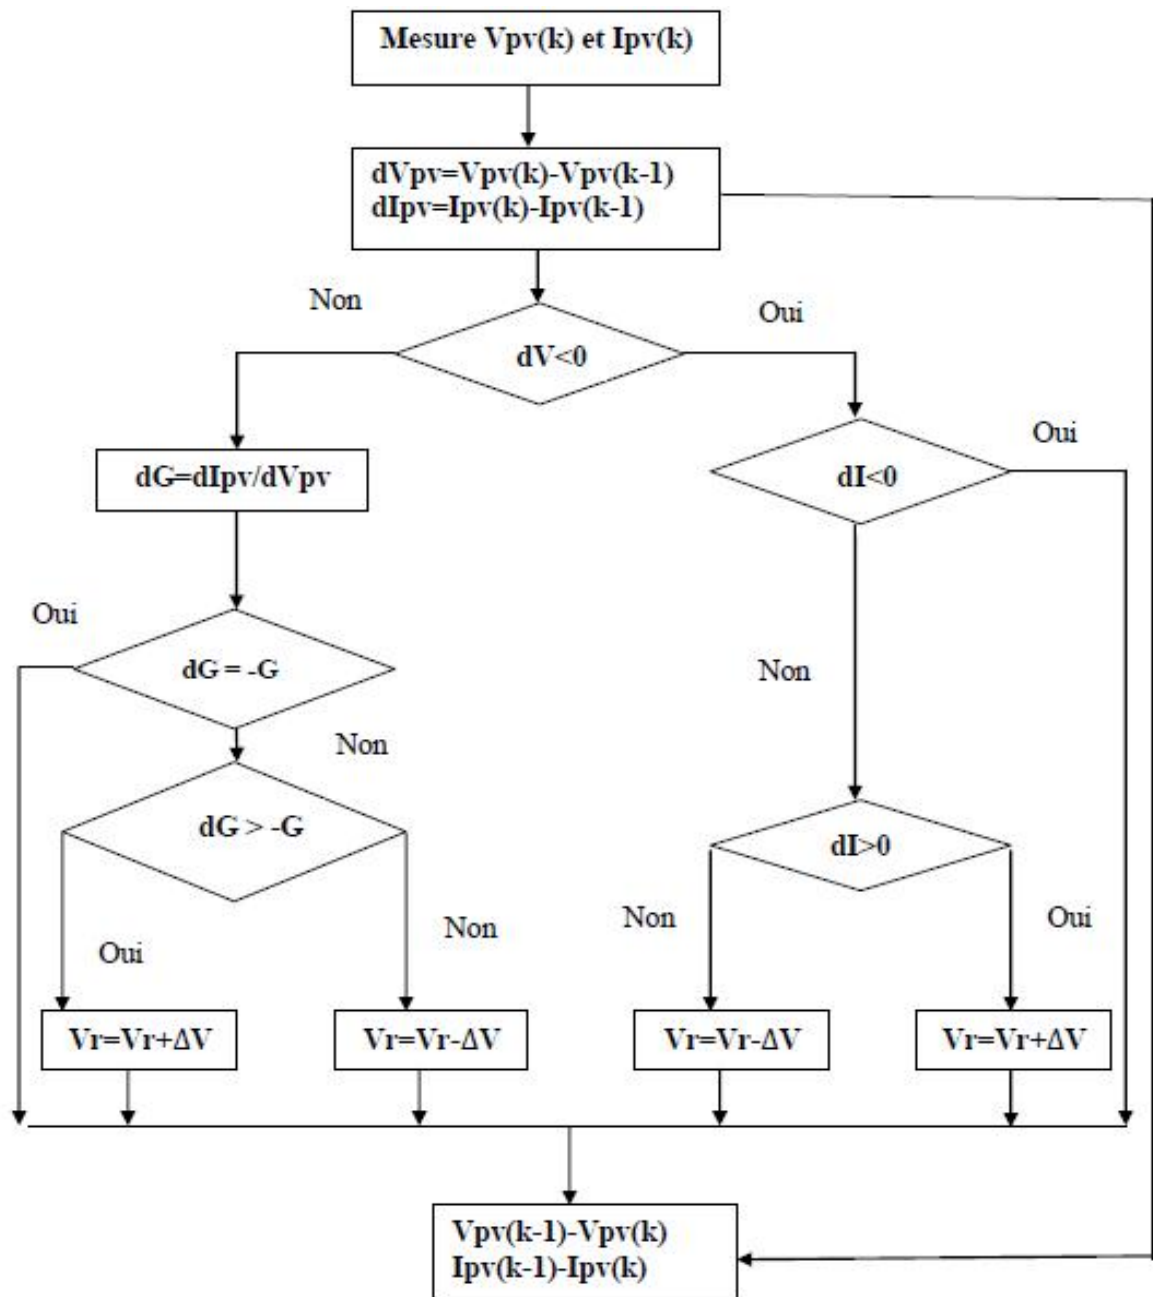 Mesure Vpv(k) et Ipv(k)
dVpv=Vpv(k)-Vpv(k-1)
dIpv=Ipv(k)-Ipv(k-1)
Non
Oui
dV<0
Oui
dI<0
dG=dIpv/dVpv
Oui
dG = -G
Non
Non
dG > -G
dI>0
Oui
Non
Non
Oui
Vr=Vr+ΔV
Vr=Vr-ΔV
Vr=Vr-ΔV
Vr=Vr+ΔV
Vpv(k-1)-Vpv(k)
Ipv(k-1)-Ipv(k)